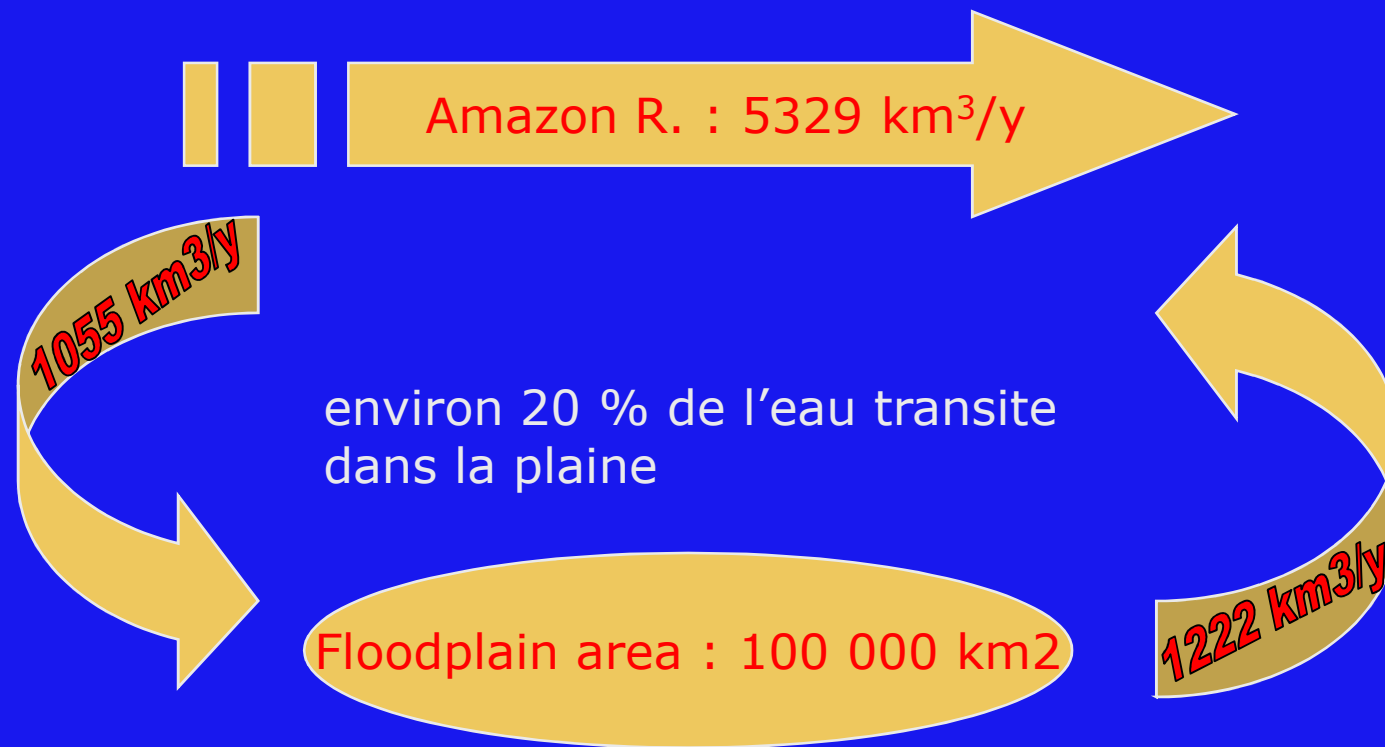 Amazon R. : 5329 km³/y
1055 km3/y
environ 20 % de l’eau transite
dans la plaine
Floodplain area : 100 000 km2
1222 km3/y